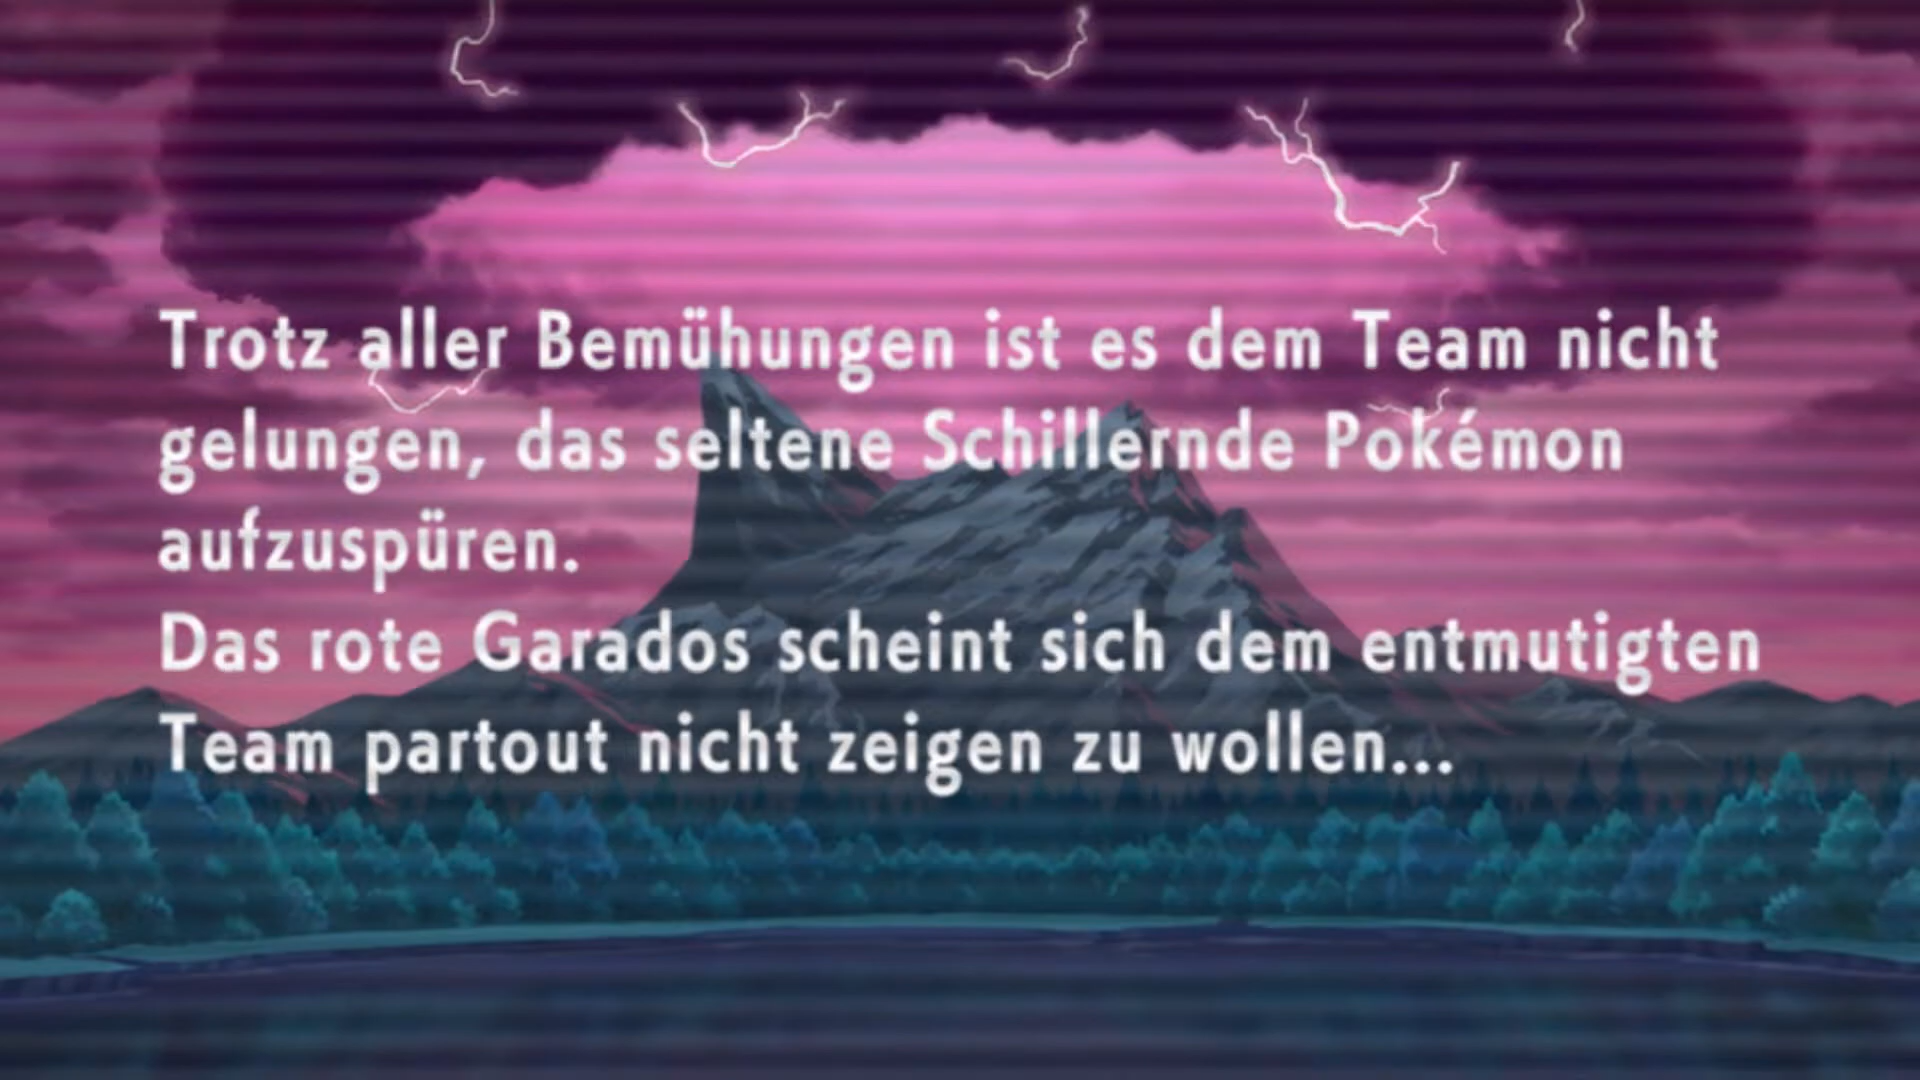 Trotz aller Bemühungen ist es dem Team nicht
gelungen, das seltene Schillernde Pokémon
aufzuspüren.
Das rote Garados scheint sich dem entmutigten
Team partout nicht zeigen zu wollen...